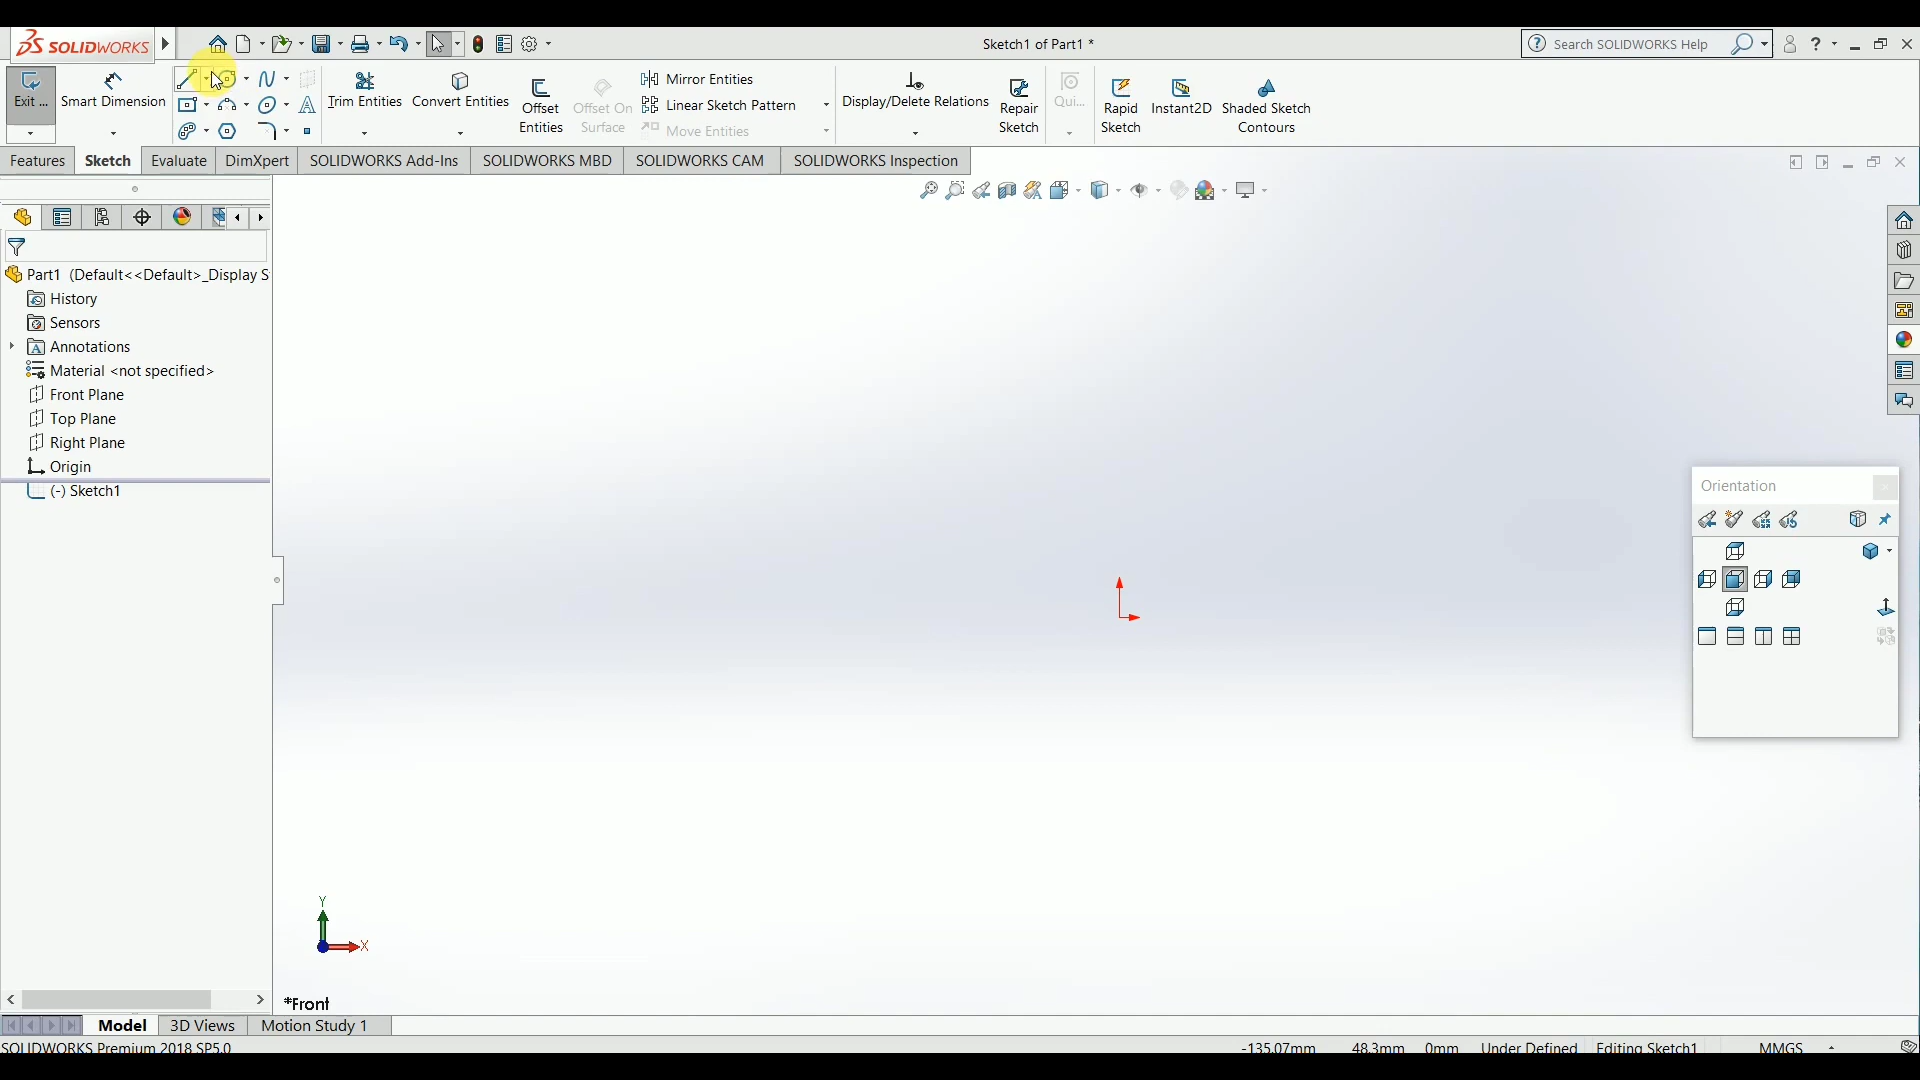 SOLIDWORKS
Sketch1 of Part1 *
Search SOLIDWORKS Help
?
Exit ...
Smart Dimension
Trim Entities
Convert Entities
Offset Entities
Offset On Surface
Mirror Entities
Linear Sketch Pattern
Move Entities
Display/Delete Relations
Repair Sketch
Qui...
Rapid Sketch
Instant2D
Shaded Sketch Contours
Features
Sketch
Evaluate
DimXpert
SOLIDWORKS Add-Ins
SOLIDWORKS MBD
SOLIDWORKS CAM
SOLIDWORKS Inspection
Part1 (Default<<Default>_Display S
History
Sensors
Annotations
Material <not specified>
Front Plane
Top Plane
Right Plane
Origin
(-) Sketch1
Orientation
Y
X
*Front
Model
3D Views
Motion Study 1
SOLIDWORKS Premium 2018 SP5.0
-135.07mm
48.3mm
0mm
Under Defined
Editing Sketch1
MMGS